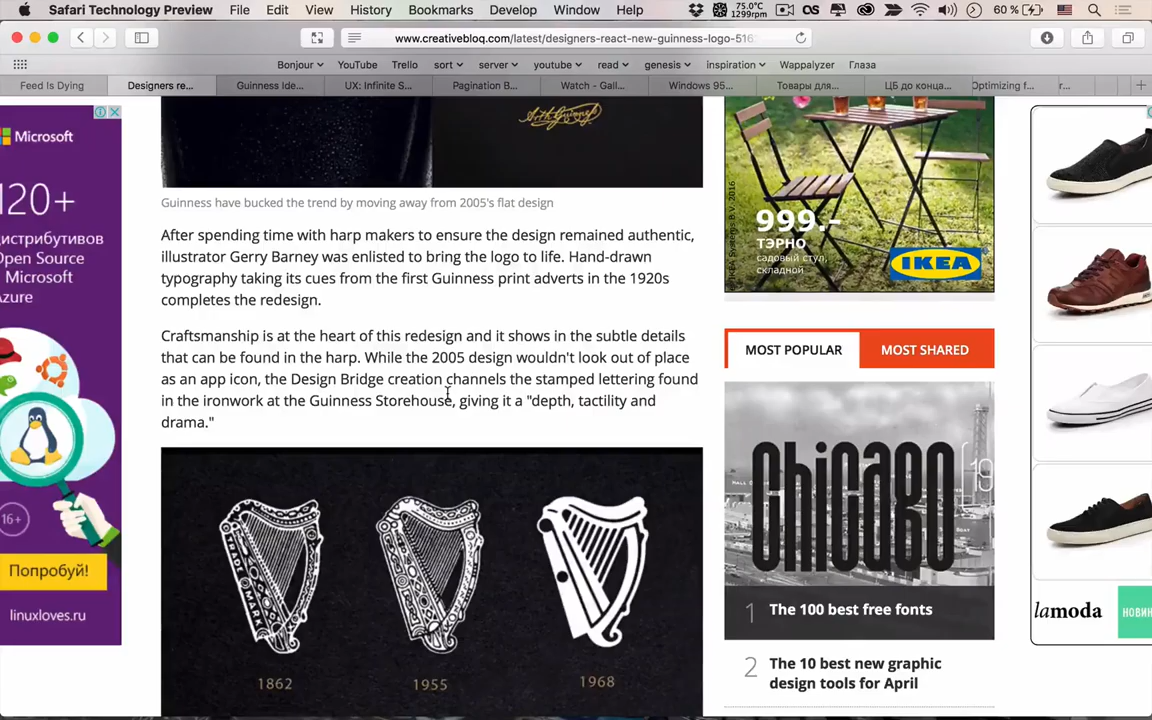 Safari Technology Preview File Edit View History Bookmarks Develop Window Help
75.0°C
1299rpm
60 %
www.creativebloq.com/latest/designers-react-new-guinness-logo-516
Bonjour YouTube Trello sort server youtube read genesis inspiration Wappalyzer Глаза
Feed Is Dying Designers re... Guinness Ide... UX: Infinite S... Pagination B... Watch - Gall... Windows 95... Товары для... ЦБ до конца... Optimizing f... r...
Microsoft
120+
дистрибутивов
Open Source
Microsoft
Azure
16+
Попробуй!
linuxloves.ru
Guinness have bucked the trend by moving away from 2005's flat design
After spending time with harp makers to ensure the design remained authentic,
illustrator Gerry Barney was enlisted to bring the logo to life. Hand-drawn
typography taking its cues from the first Guinness print adverts in the 1920s
completes the redesign.
Craftsmanship is at the heart of this redesign and it shows in the subtle details
that can be found in the harp. While the 2005 design wouldn't look out of place
as an app icon, the Design Bridge creation channels the stamped lettering found
in the ironwork at the Guinness Storehouse, giving it a "depth, tactility and
drama."
TRADE MARK
1862
1955
1968
999.-
ТЭРНО
садовый стул,
складной
IKEA
MOST POPULAR
MOST SHARED
Chicago
19
1 The 100 best free fonts
2 The 10 best new graphic
design tools for April
lamoda
НОВИН